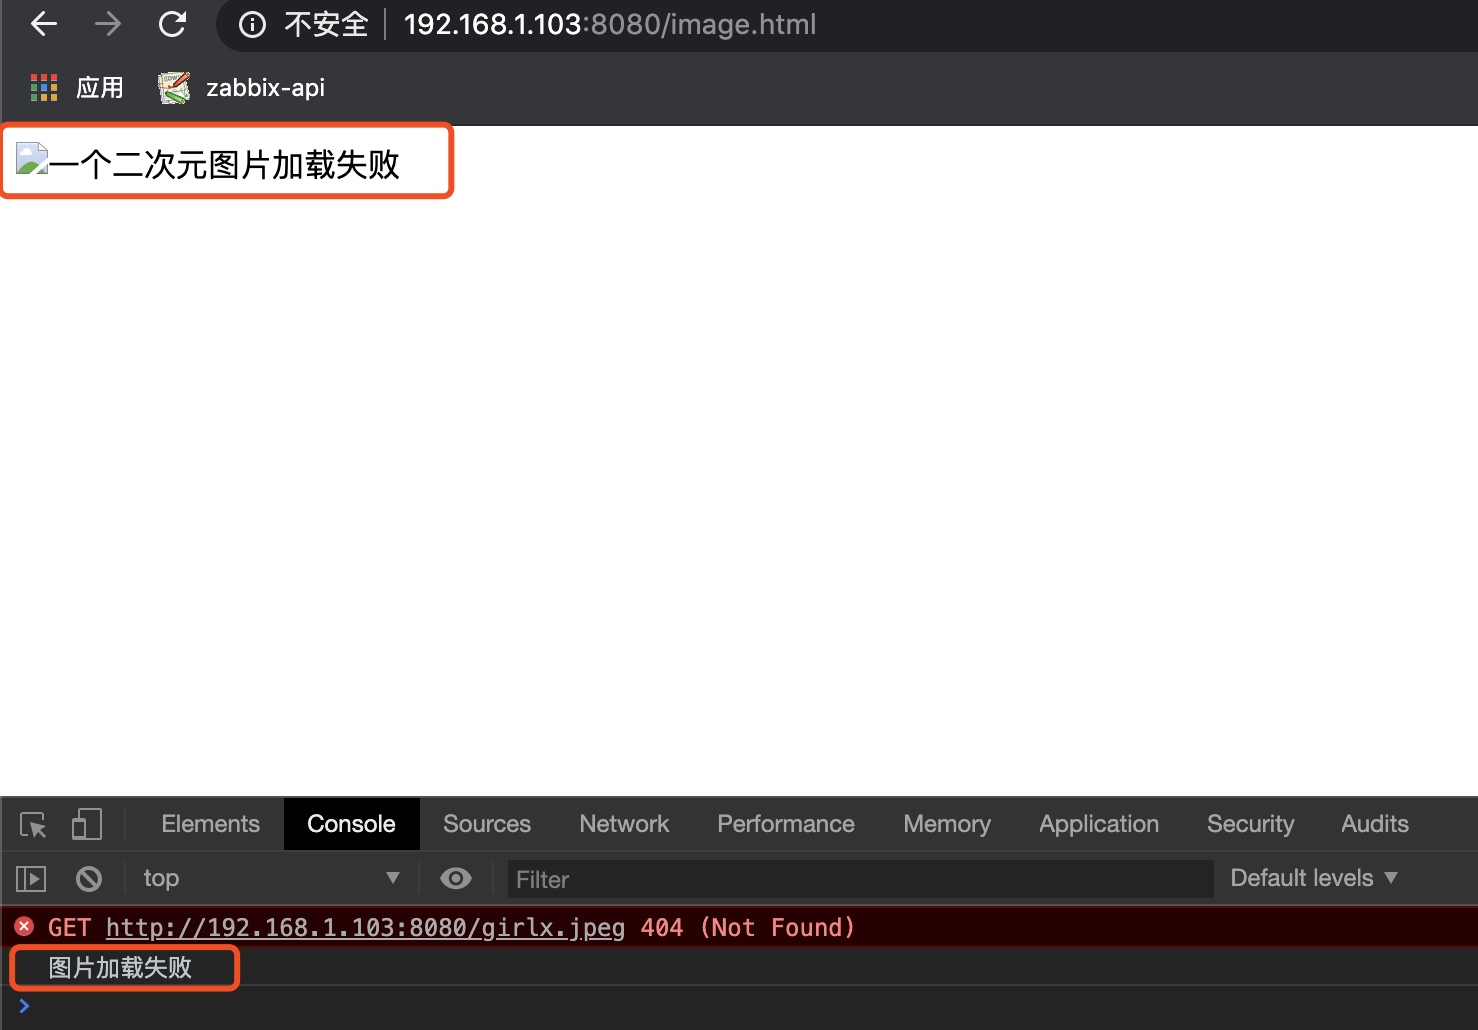 不安全 192.168.1.103:8080/image.html
应用 zabbix-api
一个二次元图片加载失败
Elements Console Sources Network Performance Memory Application Security Audits
top Filter Default levels
GET http://192.168.1.103:8080/girlx.jpeg 404 (Not Found)
图片加载失败